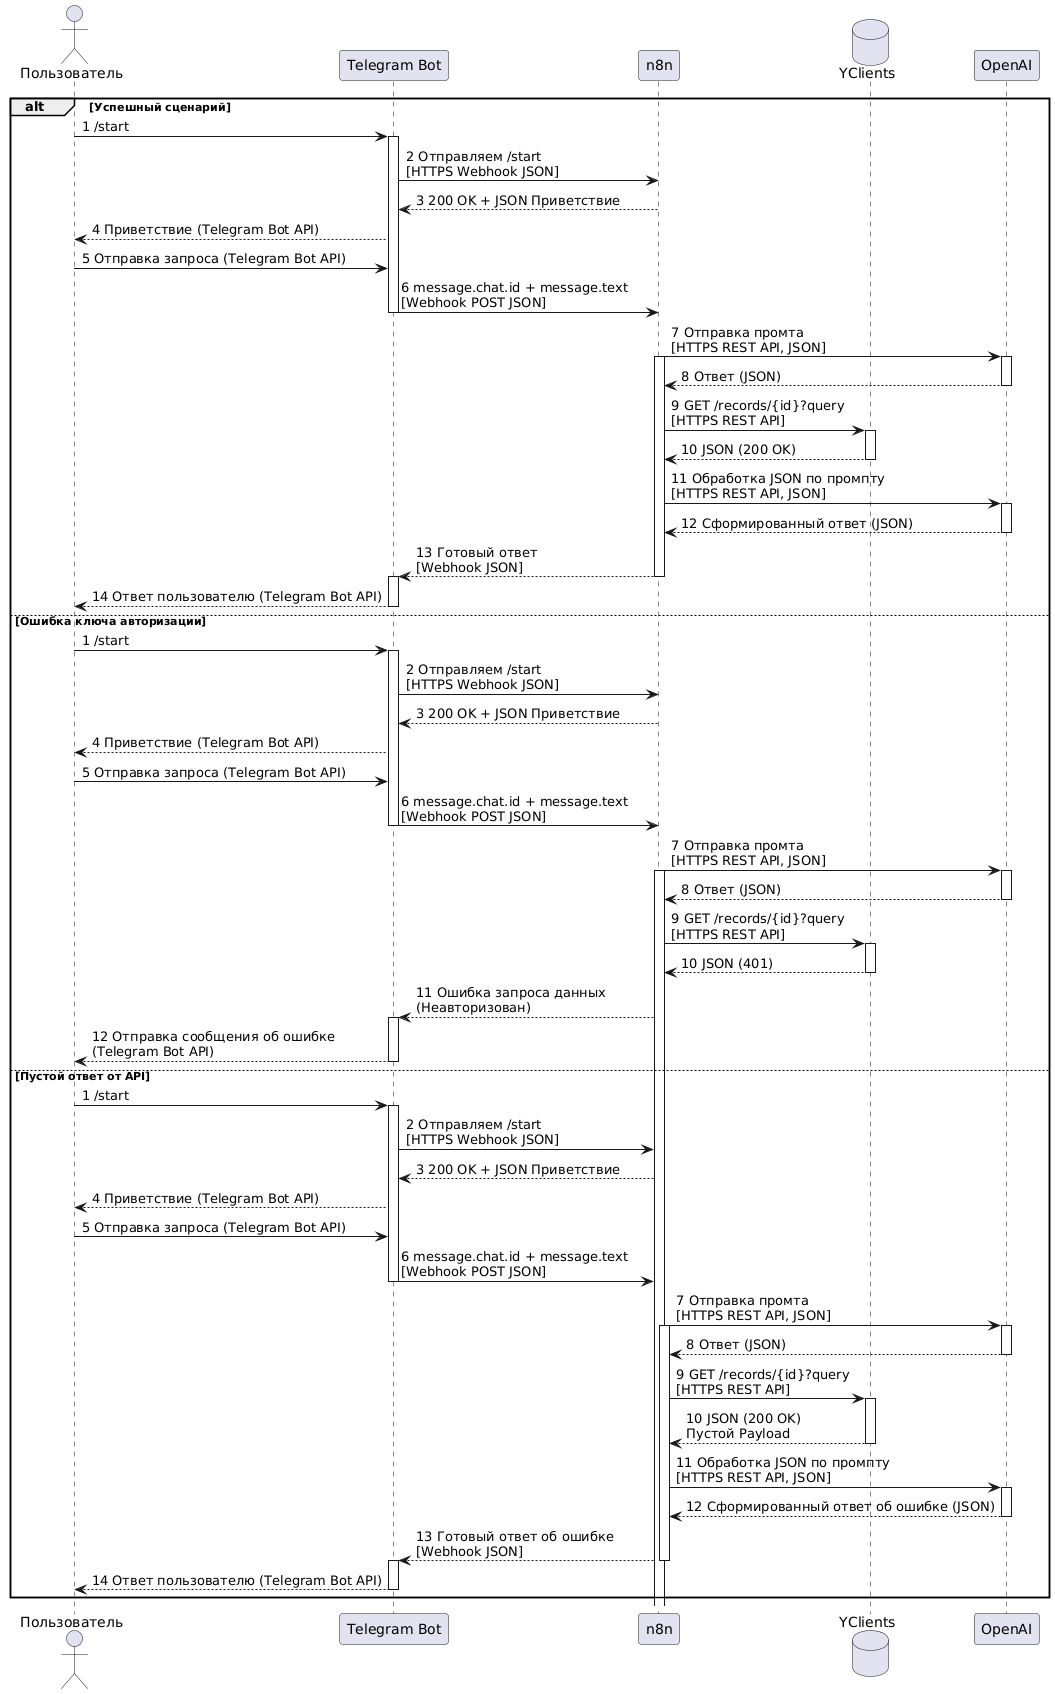 Пользователь
Telegram Bot
n8n
YClients
OpenAI
alt
[Успешный сценарий]
1 /start
2 Отправляем /start
[HTTPS Webhook JSON]
3 200 OK + JSON Приветствие
4 Приветствие (Telegram Bot API)
5 Отправка запроса (Telegram Bot API)
6 message.chat.id + message.text
[Webhook POST JSON]
7 Отправка промта
[HTTPS REST API, JSON]
8 Ответ (JSON)
9 GET /records/{id}?query
[HTTPS REST API]
10 JSON (200 OK)
11 Обработка JSON по промпту
[HTTPS REST API, JSON]
12 Сформированный ответ (JSON)
13 Готовый ответ
[Webhook JSON]
14 Ответ пользователю (Telegram Bot API)
[Ошибка ключа авторизации]
1 /start
2 Отправляем /start
[HTTPS Webhook JSON]
3 200 OK + JSON Приветствие
4 Приветствие (Telegram Bot API)
5 Отправка запроса (Telegram Bot API)
6 message.chat.id + message.text
[Webhook POST JSON]
7 Отправка промта
[HTTPS REST API, JSON]
8 Ответ (JSON)
9 GET /records/{id}?query
[HTTPS REST API]
10 JSON (401)
11 Ошибка запроса данных
(Неавторизован)
12 Отправка сообщения об ошибке
(Telegram Bot API)
[Пустой ответ от API]
1 /start
2 Отправляем /start
[HTTPS Webhook JSON]
3 200 OK + JSON Приветствие
4 Приветствие (Telegram Bot API)
5 Отправка запроса (Telegram Bot API)
6 message.chat.id + message.text
[Webhook POST JSON]
7 Отправка промта
[HTTPS REST API, JSON]
8 Ответ (JSON)
9 GET /records/{id}?query
[HTTPS REST API]
10 JSON (200 OK)
Пустой Payload
11 Обработка JSON по промпту
[HTTPS REST API, JSON]
12 Сформированный ответ об ошибке (JSON)
13 Готовый ответ об ошибке
[Webhook JSON]
14 Ответ пользователю (Telegram Bot API)
Пользователь
Telegram Bot
n8n
YClients
OpenAI